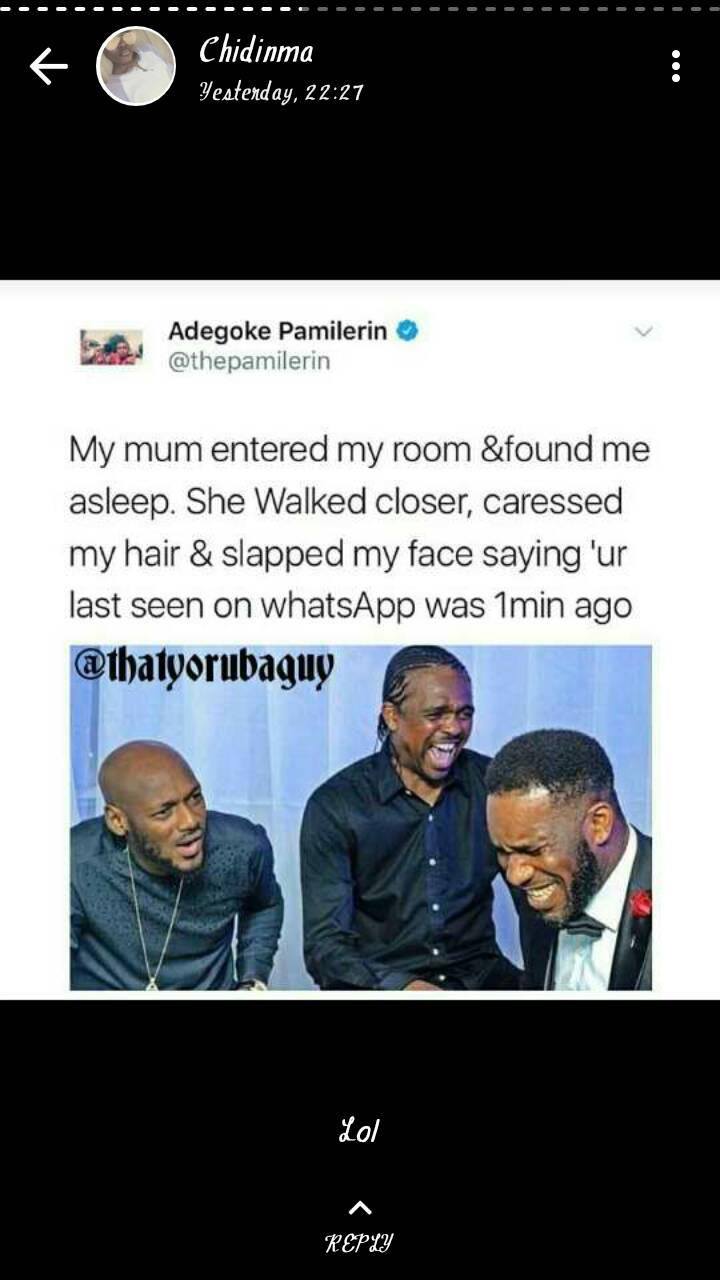 Chidinma
Yesterday, 22:27
Adegoke Pamilerin
@thepamilerin
My mum entered my room &found me
asleep. She Walked closer, caressed
my hair & slapped my face saying 'ur
last seen on whatsApp was 1min ago
@thatyorubaguy
Lol
REPLY